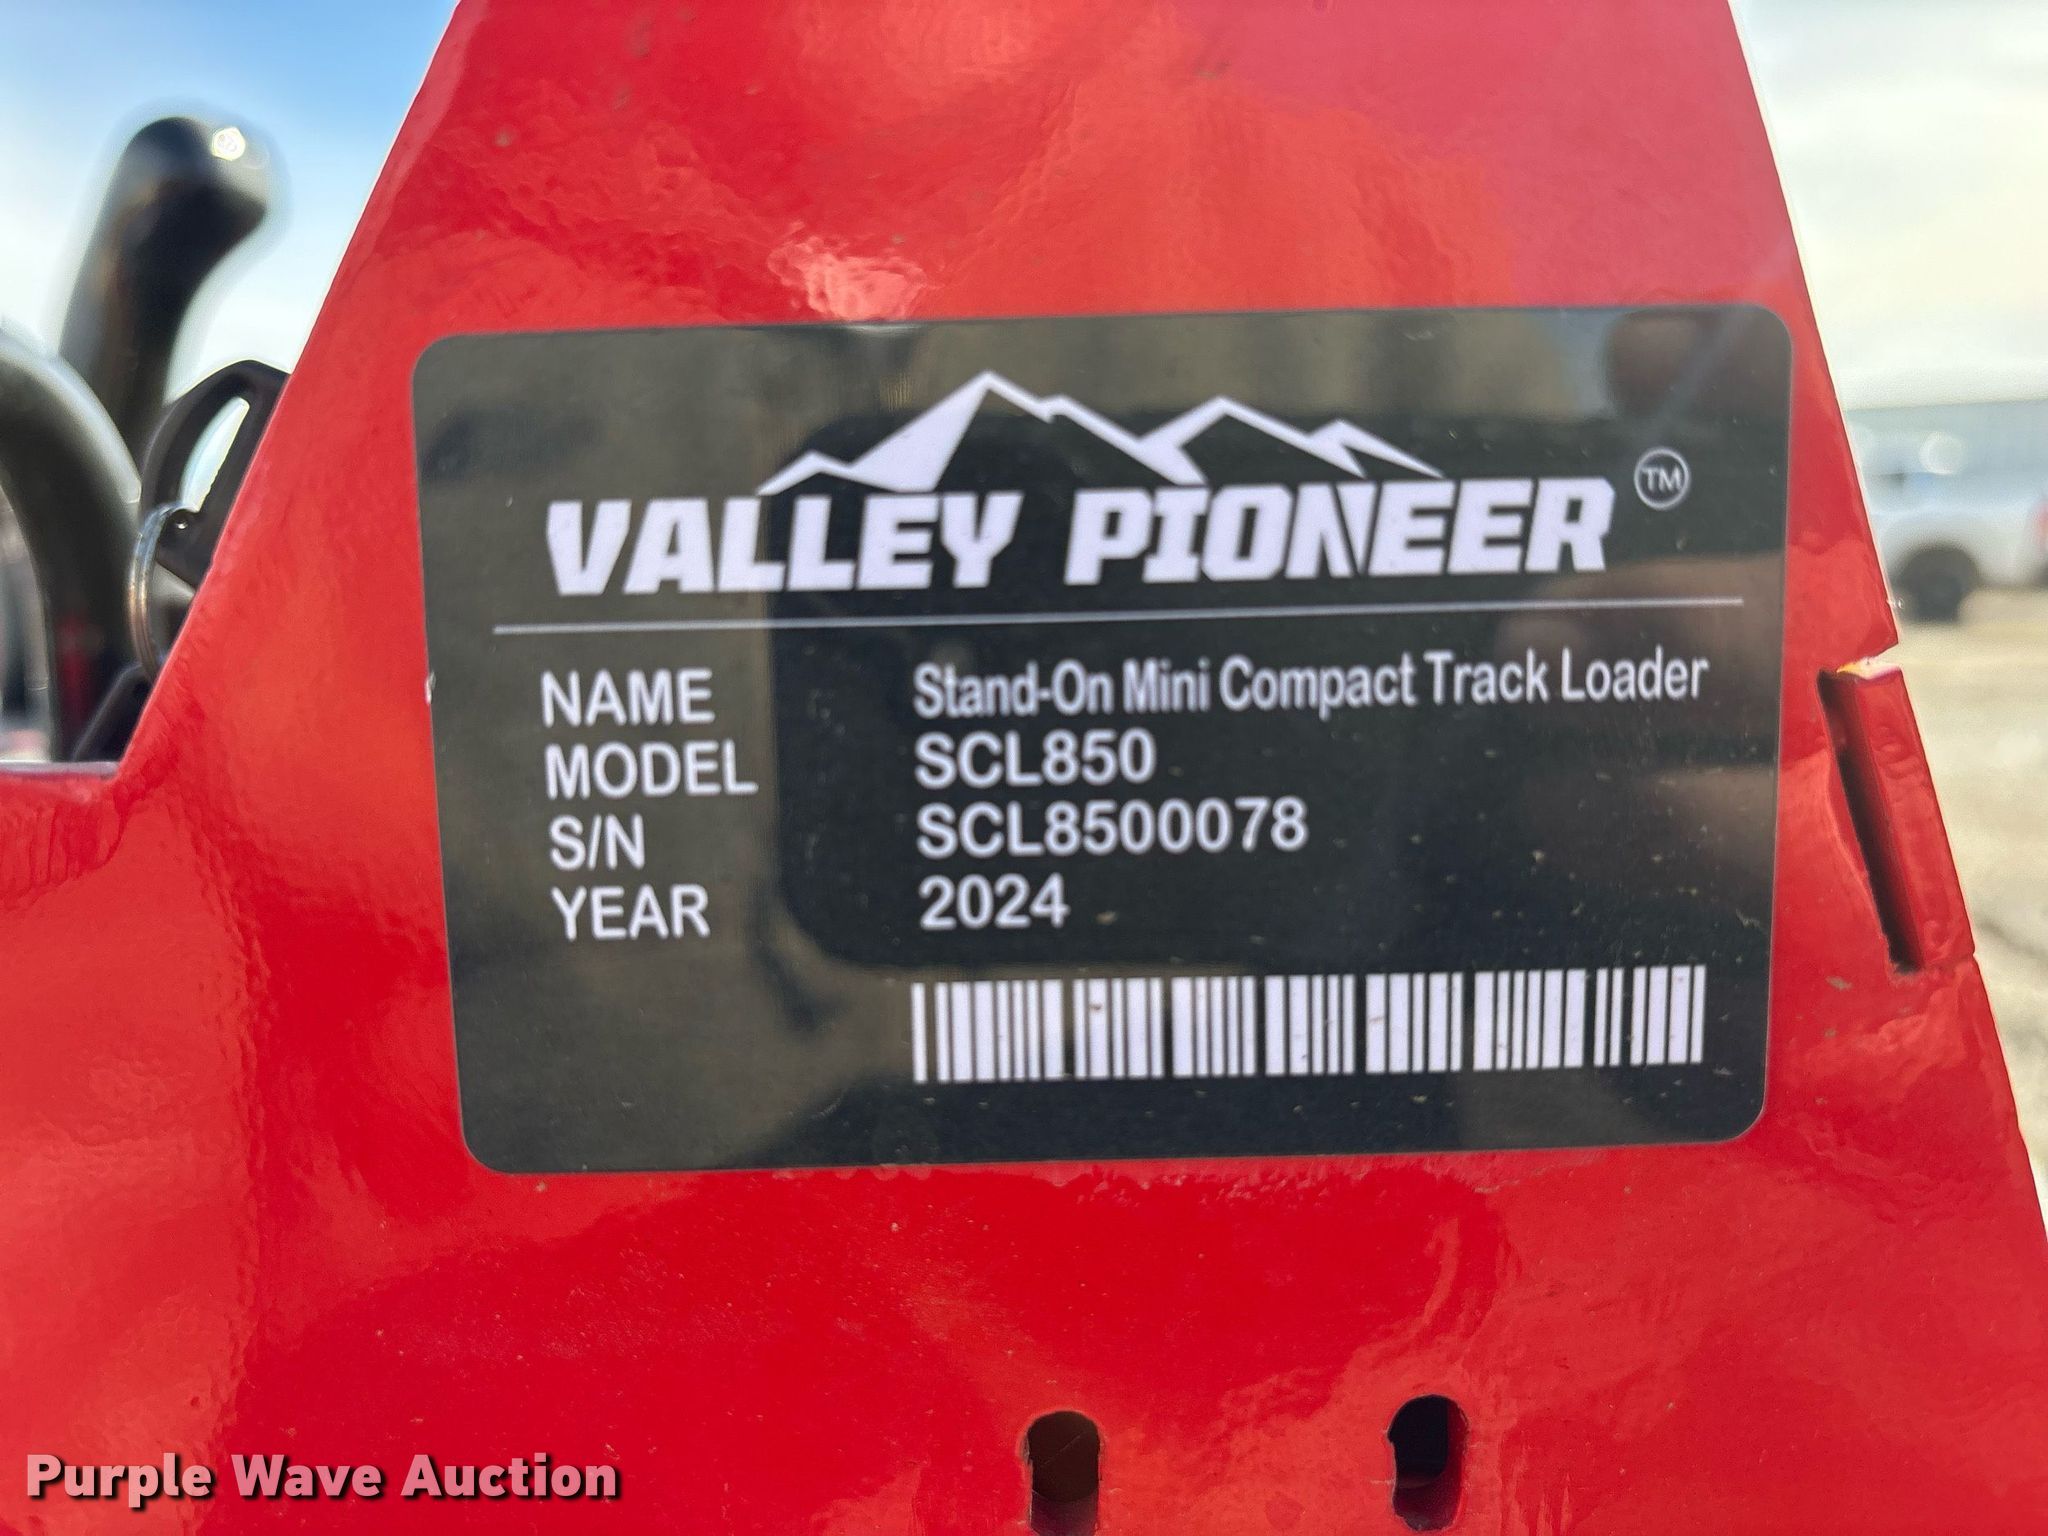 VALLEY PIONEER TM
NAME Stand-On Mini Compact Track Loader
MODEL SCL850
S/N SCL8500078
YEAR 2024
Purple Wave Auction